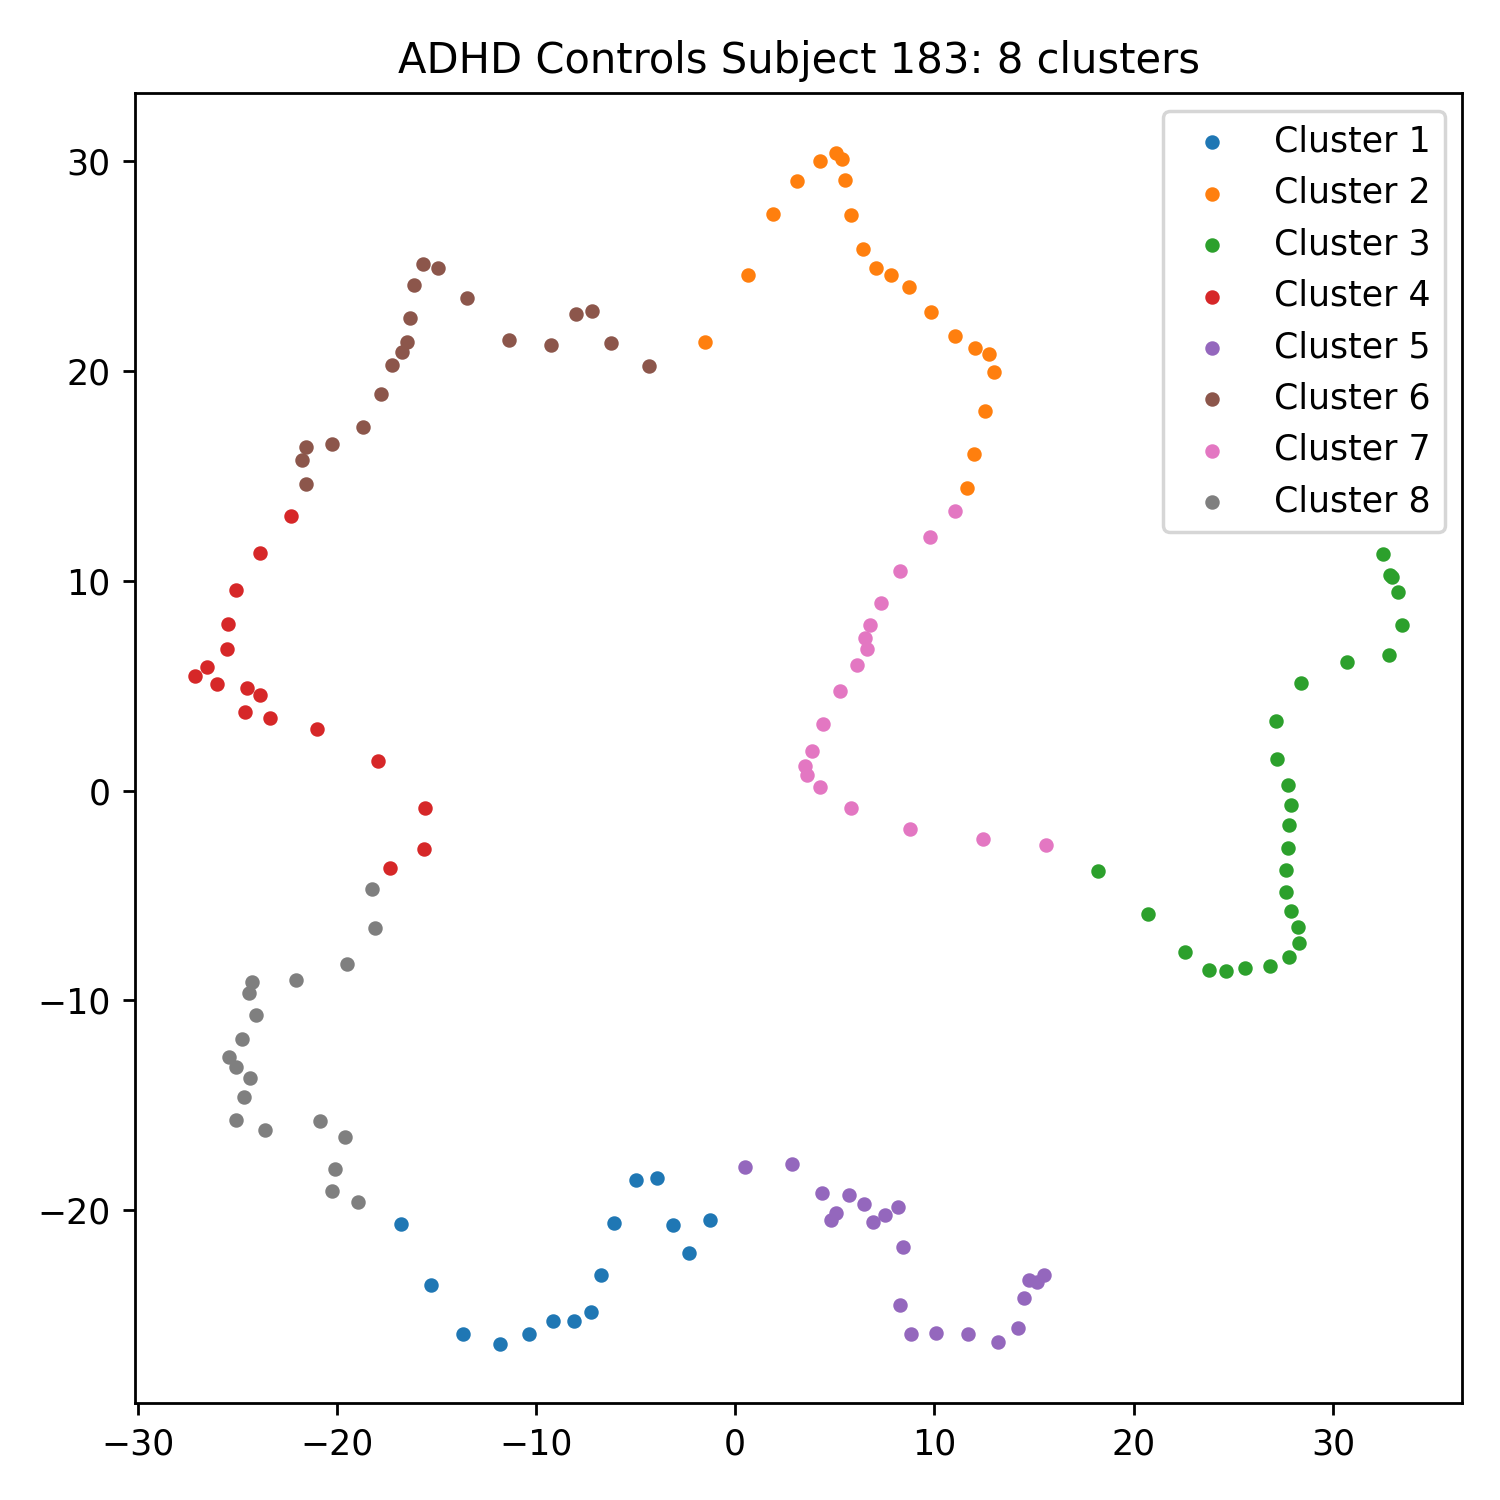 ADHD Controls Subject 183: 8 clusters
Cluster 1
Cluster 2
Cluster 3
Cluster 4
Cluster 5
Cluster 6
Cluster 7
Cluster 8
30
20
10
0
−10
−20
−30
−20
−10
0
10
20
30